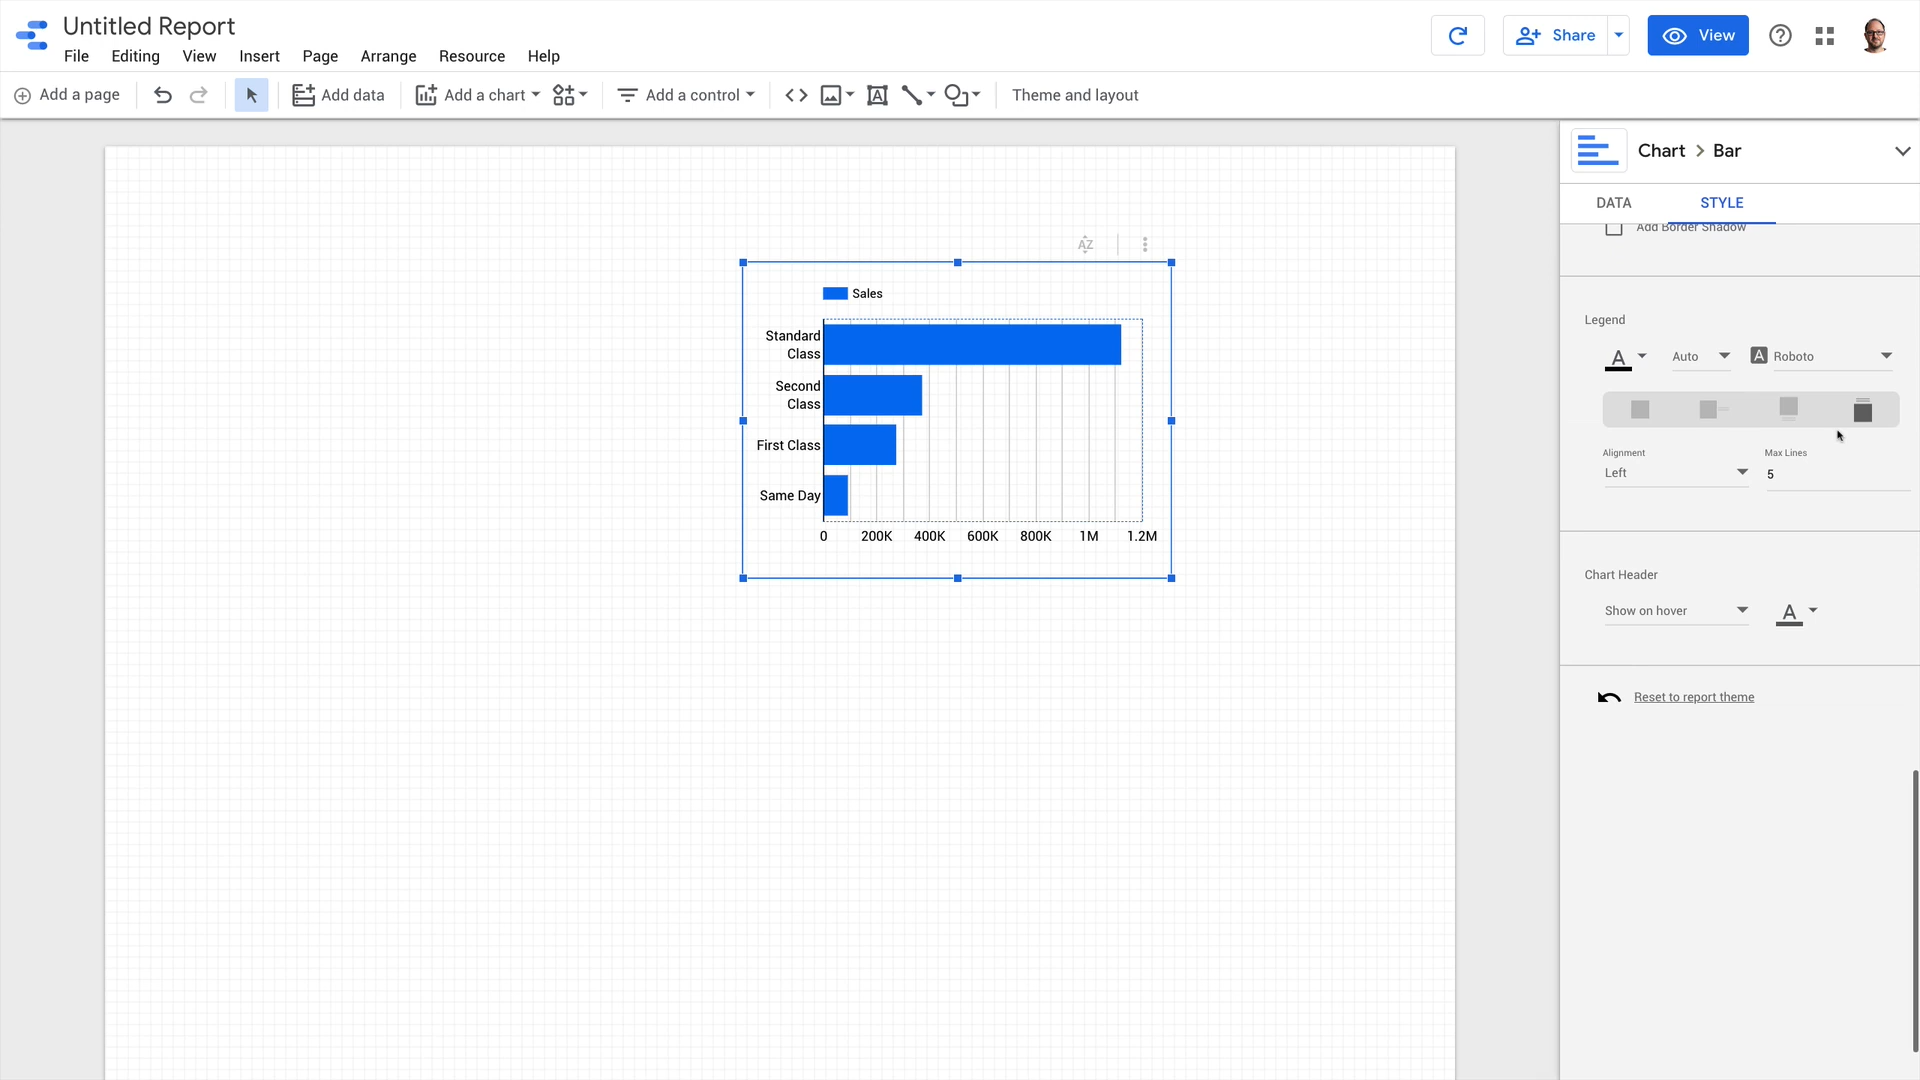 Untitled Report
File Editing View Insert Page Arrange Resource Help
Share View
Add a page Add data Add a chart Add a control Theme and layout
Chart > Bar
DATA STYLE
Add Border Shadow
AZ
Sales
Standard
Class
Second
Class
First Class
Same Day
0 200K 400K 600K 800K 1M 1.2M
Legend
A Auto A Roboto
Alignment Max Lines
Left 5
Chart Header
Show on hover A
Reset to report theme